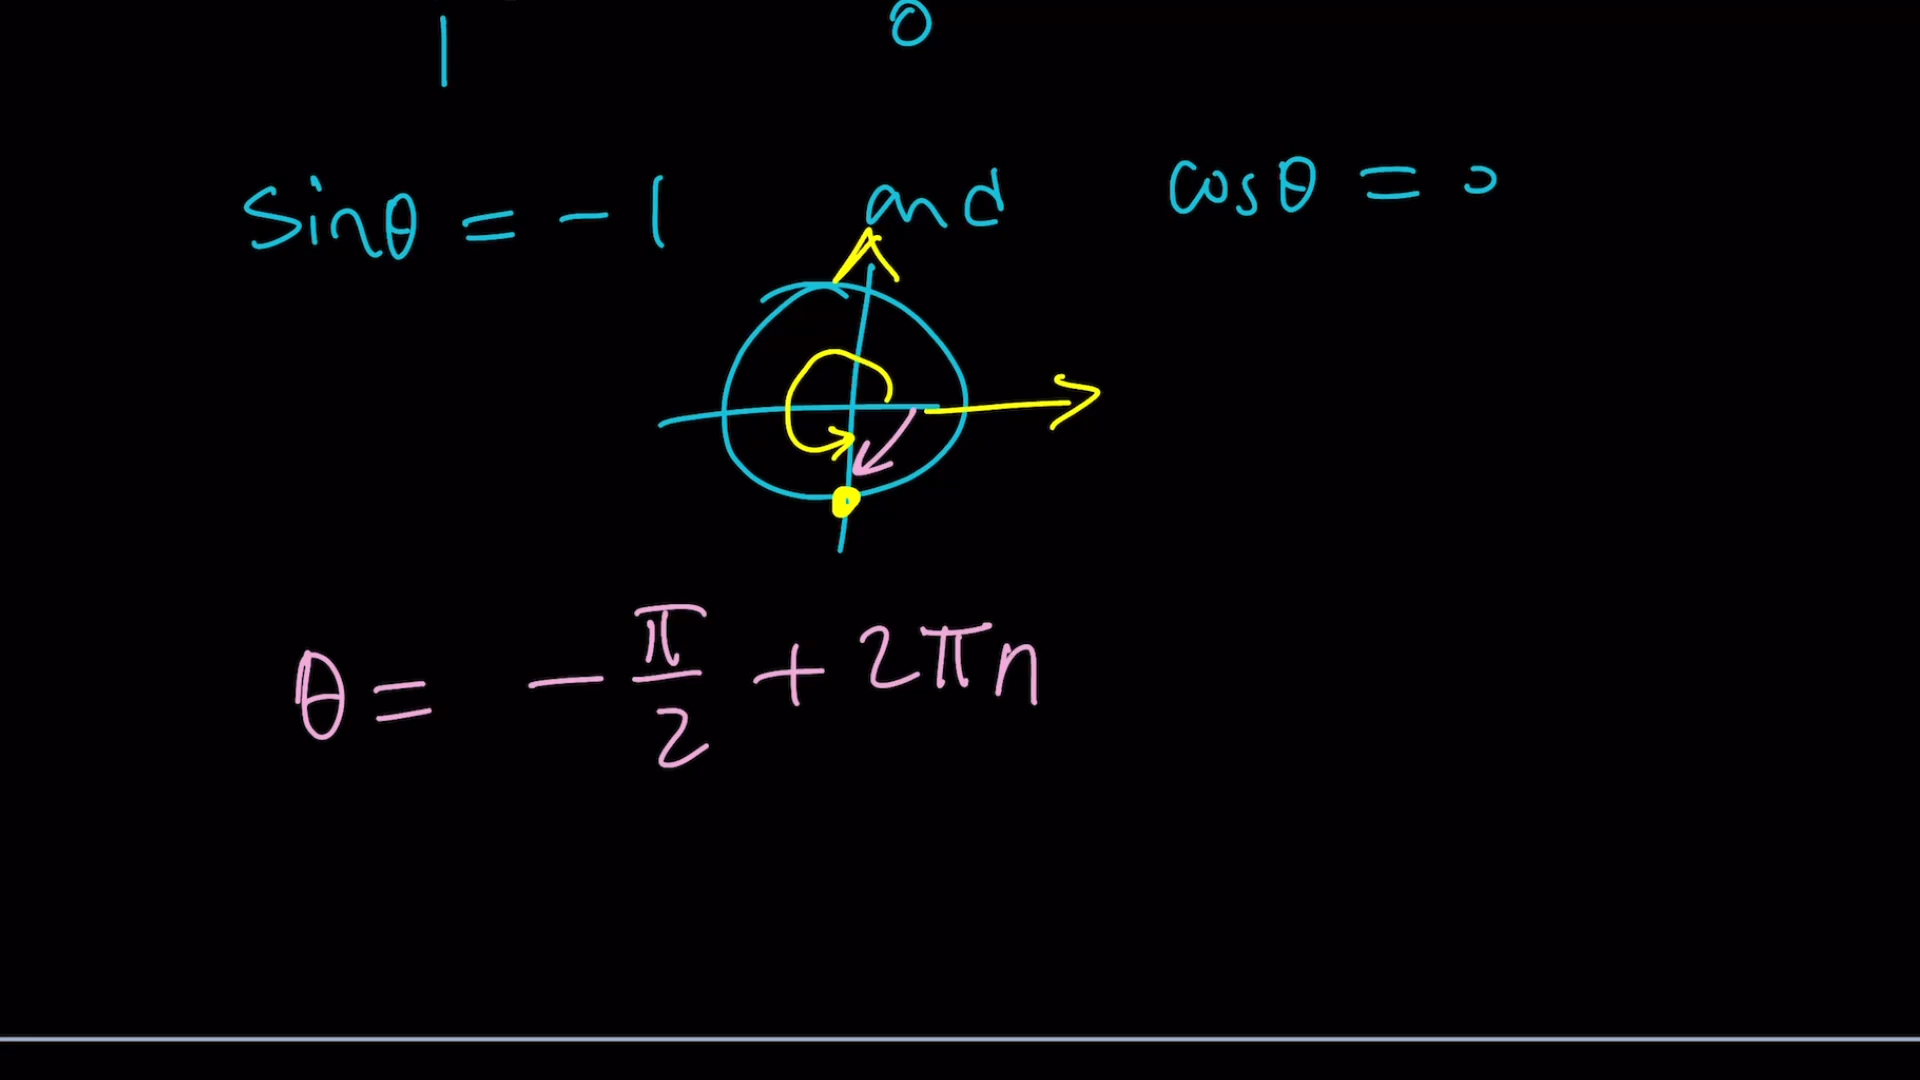 1 0
sinθ = -1 and cosθ = 0
θ = -π/2 + 2πn